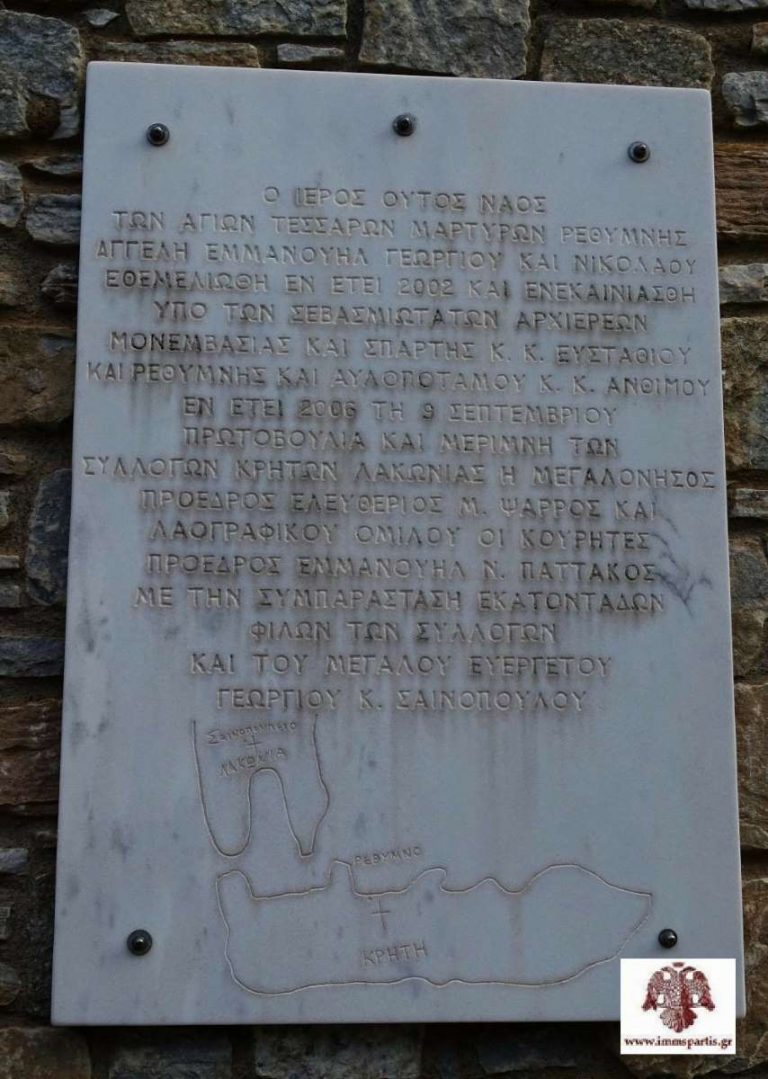 Ο ΙΕΡΟΣ ΟΥΤΟΣ ΝΑΟΣ
ΤΩΝ ΑΓΙΩΝ ΤΕΣΣΑΡΩΝ ΜΑΡΤΥΡΩΝ ΡΕΘΥΜΝΗΣ
ΑΓΓΕΛΗ ΕΜΜΑΝΟΥΗΛ ΓΕΩΡΓΙΟΥ ΚΑΙ ΝΙΚΟΛΑΟΥ
ΕΘΕΜΕΛΙΩΘΗ ΕΝ ΕΤΕΙ 2002 ΚΑΙ ΕΝΕΚΑΙΝΙΑΣΘΗ
ΥΠΟ ΤΩΝ ΣΕΒΑΣΜΙΩΤΑΤΩΝ ΑΡΧΙΕΡΕΩΝ
ΜΟΝΕΜΒΑΣΙΑΣ ΚΑΙ ΣΠΑΡΤΗΣ Κ. Κ. ΕΥΣΤΑΘΙΟΥ
ΚΑΙ ΡΕΘΥΜΝΗΣ ΚΑΙ ΑΥΛΟΠΟΤΑΜΟΥ Κ. Κ. ΑΝΘΙΜΟΥ
ΕΝ ΕΤΕΙ 2006 ΤΗ 9 ΣΕΠΤΕΜΒΡΙΟΥ
ΠΡΩΤΟΒΟΥΛΙΑ ΚΑΙ ΜΕΡΙΜΝΗ ΤΩΝ
ΣΥΛΛΟΓΩΝ ΚΡΗΤΩΝ ΛΑΚΩΝΙΑΣ Η ΜΕΓΑΛΟΝΗΣΟΣ
ΠΡΟΕΔΡΟΣ ΕΛΕΥΘΕΡΙΟΣ Μ. ΨΑΡΡΟΣ ΚΑΙ
ΛΑΟΓΡΑΦΙΚΟΥ ΟΜΙΛΟΥ ΟΙ ΚΟΥΡΗΤΕΣ
ΠΡΟΕΔΡΟΣ ΕΜΜΑΝΟΥΗΛ Ν. ΠΑΤΤΑΚΟΣ
ΜΕ ΤΗΝ ΣΥΜΠΑΡΑΣΤΑΣΗ ΕΚΑΤΟΝΤΑΔΩΝ
ΦΙΛΩΝ ΤΩΝ ΣΥΛΛΟΓΩΝ
ΚΑΙ ΤΟΥ ΜΕΓΑΛΟΥ ΕΥΕΡΓΕΤΟΥ
ΓΕΩΡΓΙΟΥ Κ. ΣΑΙΝΟΠΟΥΛΟΥ
Σαινοπούλειο
ΛΑΚΩΝΙΑ
ΡΕΘΥΜΝΟ
ΚΡΗΤΗ
www.immspartis.gr